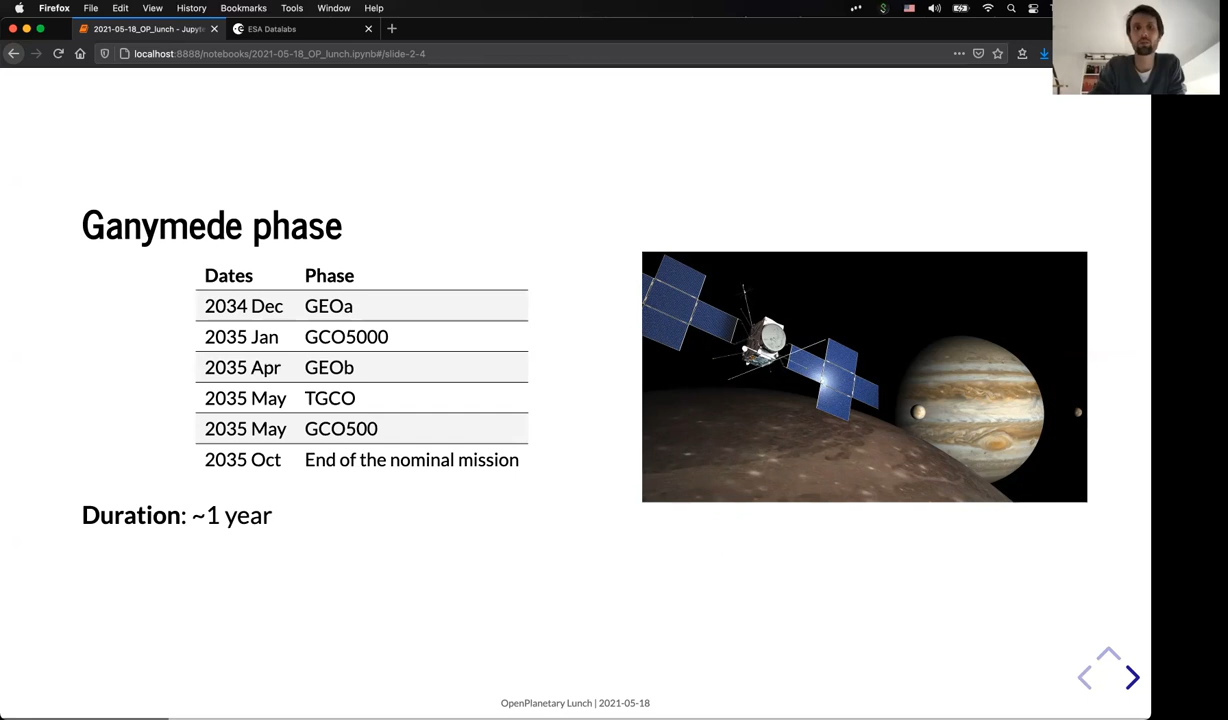 Firefox File Edit View History Bookmarks Tools Window Help
2021-05-18_OP_lunch - Jupyte
ESA Datalabs
localhost:8888/notebooks/2021-05-18_OP_lunch.ipynb#/slide-2-4
Ganymede phase
Dates Phase
2034 Dec GEOa
2035 Jan GCO5000
2035 Apr GEOb
2035 May TGCO
2035 May GCO500
2035 Oct End of the nominal mission
Duration: ~1 year
OpenPlanetary Lunch | 2021-05-18